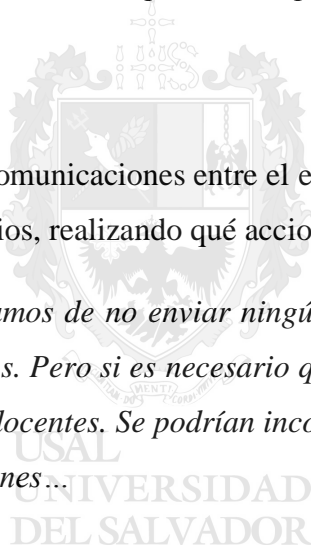 omunicaciones entre el e
ios, realizando qué accio
amos de no enviar ningú
s. Pero si es necesario q
MENTI
docentes. Se podrían inco
USAL
nes...
UNIVERSIDAD
DEL SALVADOR